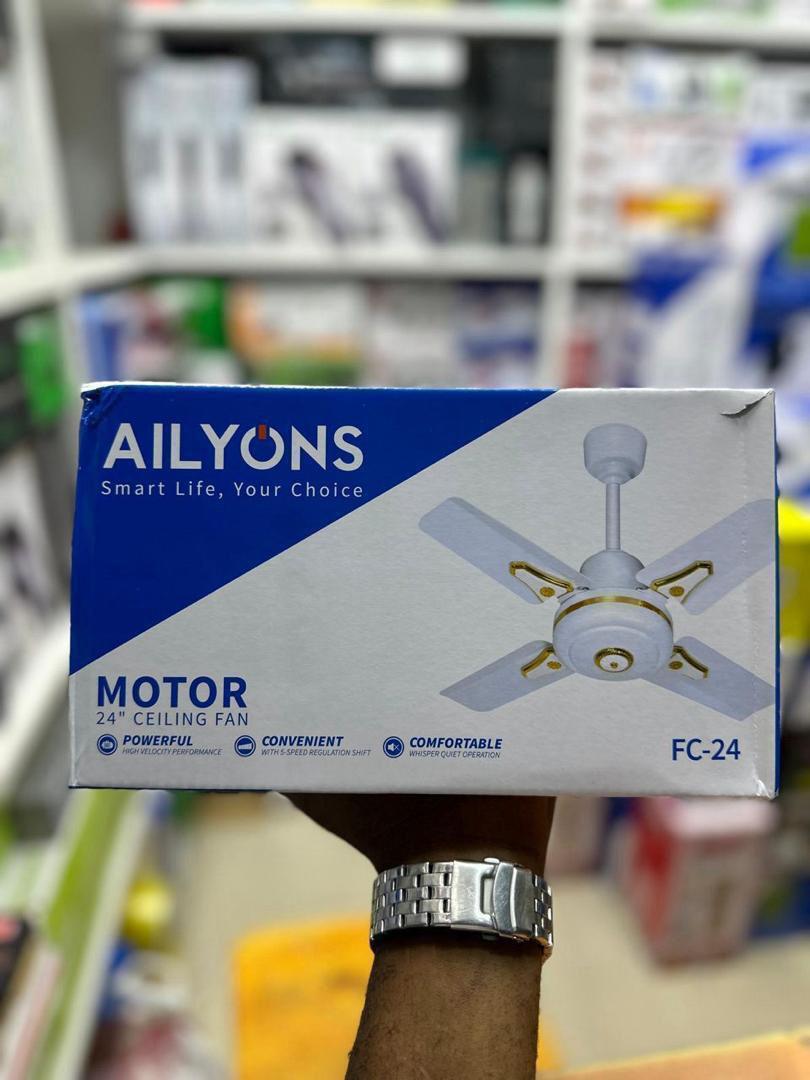 AILYONS
Smart Life, Your Choice
MOTOR
24" CEILING FAN
POWERFUL
HIGH VELOCITY PERFORMANCE
CONVENIENT
WITH 5-SPEED REGULATION SHIFT
COMFORTABLE
WHISPER QUIET OPERATION
FC-24